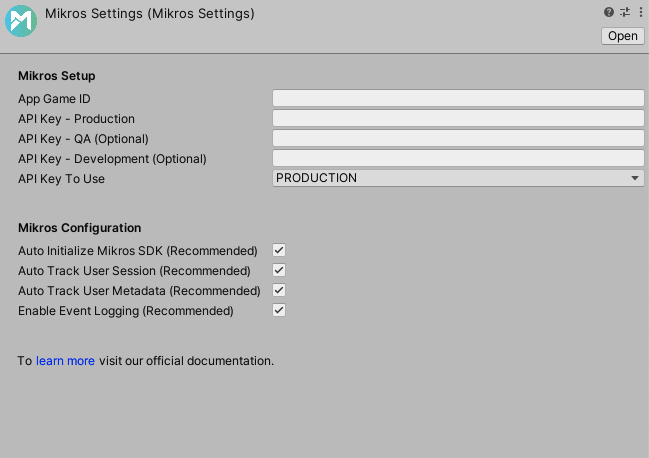 Mikros Settings (Mikros Settings)
Open
Mikros Setup
App Game ID
API Key - Production
API Key - QA (Optional)
API Key - Development (Optional)
API Key To Use PRODUCTION
Mikros Configuration
Auto Initialize Mikros SDK (Recommended)
Auto Track User Session (Recommended)
Auto Track User Metadata (Recommended)
Enable Event Logging (Recommended)
To learn more visit our official documentation.